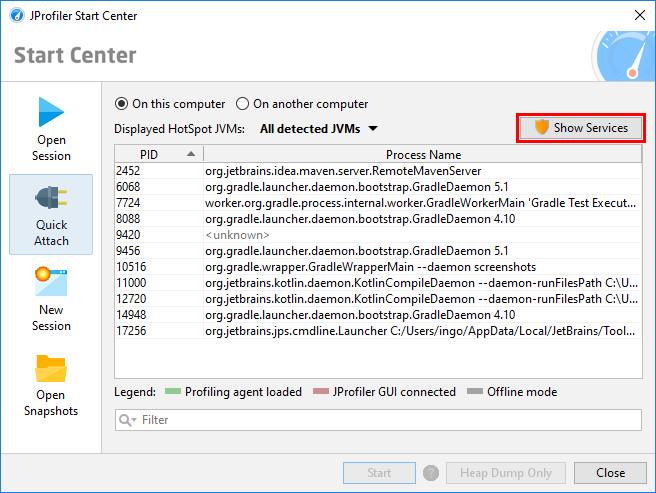 JProfiler Start Center
Start Center
Open
Session
Quick
Attach
New
Session
Open
Snapshots
On this computer On another computer
Displayed HotSpot JVMs: All detected JVMs Show Services
PID Process Name
2452 org.jetbrains.idea.maven.server.RemoteMavenServer
6068 org.gradle.launcher.daemon.bootstrap.GradleDaemon 5.1
7724 worker.org.gradle.process.internal.worker.GradleWorkerMain 'Gradle Test Execut...
8088 org.gradle.launcher.daemon.bootstrap.GradleDaemon 4.10
9420 <unknown>
9456 org.gradle.launcher.daemon.bootstrap.GradleDaemon 5.1
10516 org.gradle.wrapper.GradleWrapperMain --daemon screenshots
11000 org.jetbrains.kotlin.daemon.KotlinCompileDaemon --daemon-runFilesPath C:\U...
12720 org.jetbrains.kotlin.daemon.KotlinCompileDaemon --daemon-runFilesPath C:\U...
14948 org.gradle.launcher.daemon.bootstrap.GradleDaemon 4.10
17256 org.jetbrains.jps.cmdline.Launcher C:/Users/ingo/AppData/Local/JetBrains/Tool...
Legend: Profiling agent loaded JProfiler GUI connected Offline mode
Filter
Start ? Heap Dump Only Close